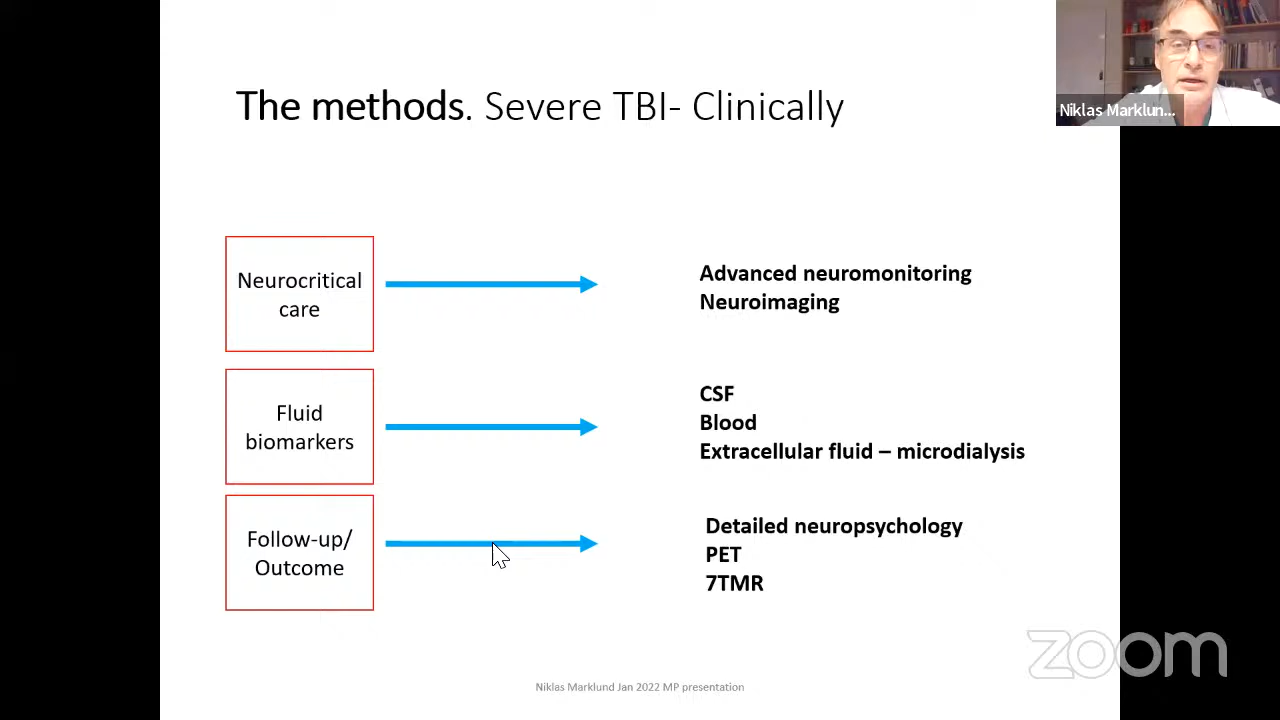 The methods. Severe TBI- Clinically
Niklas Marklun...
Neurocritical
care
Advanced neuromonitoring
Neuroimaging
Fluid
biomarkers
CSF
Blood
Extracellular fluid – microdialysis
Follow-up/
Outcome
Detailed neuropsychology
PET
7TMR
zoom
Niklas Marklund Jan 2022 MP presentation